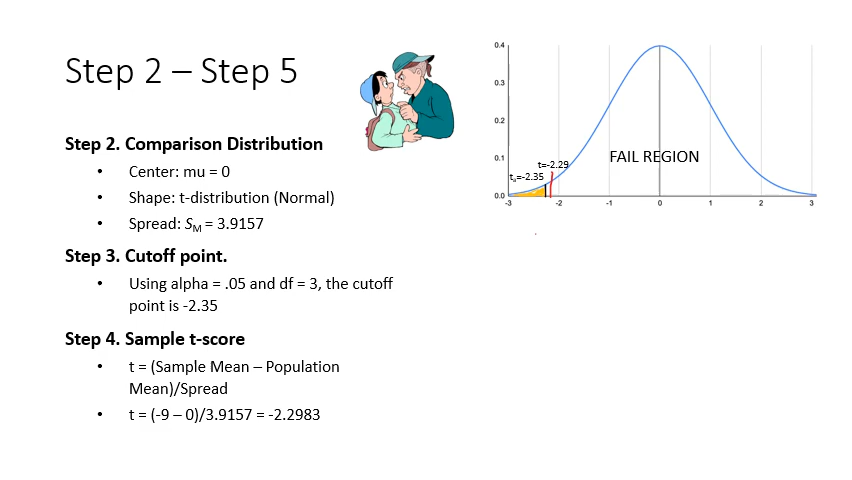 Step 2 – Step 5
Step 2. Comparison Distribution
• Center: mu = 0
• Shape: t-distribution (Normal)
• Spread: SM = 3.9157
Step 3. Cutoff point.
• Using alpha = .05 and df = 3, the cutoff
point is -2.35
Step 4. Sample t-score
• t = (Sample Mean – Population
Mean)/Spread
• t = (-9 – 0)/3.9157 = -2.2983
0.4
0.3
0.2
0.1
0.0
t=-2.29
FAIL REGION
-3 -2 -1 0 1 2 3